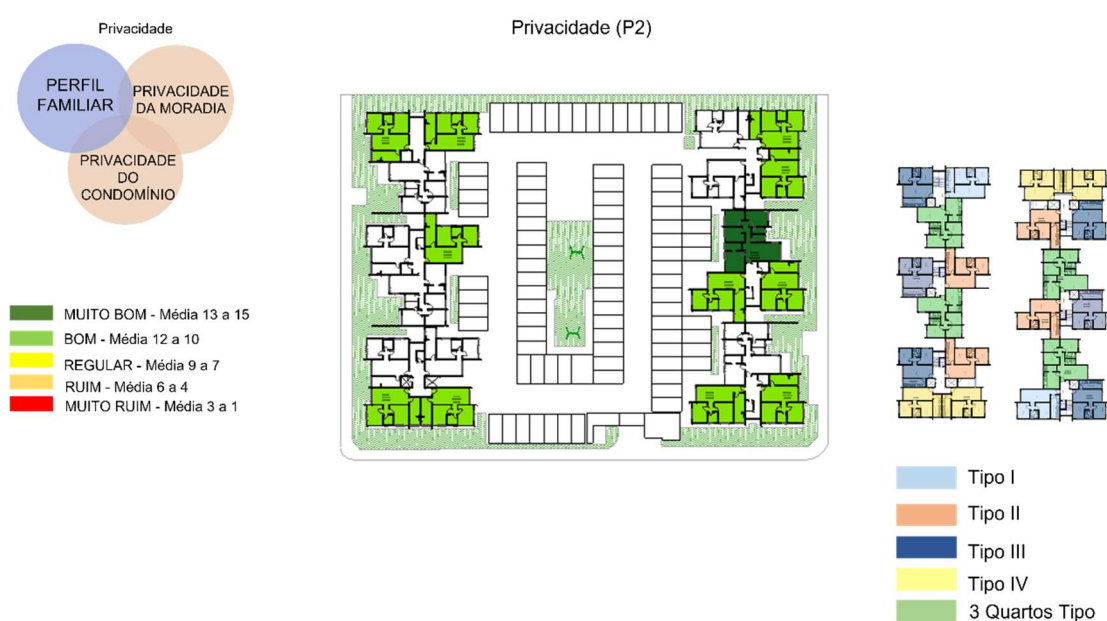 Privacidade
PERFIL
FAMILIAR
PRIVACIDADE
DA MORADIA
PRIVACIDADE
DO
CONDOMÍNIO
Privacidade (P2)
MUITO BOM - Média 13 a 15
BOM - Média 12 a 10
REGULAR - Média 9 a 7
RUIM - Média 6 a 4
MUITO RUIM - Média 3 a 1
Tipo I
Tipo II
Tipo III
Tipo IV
3 Quartos Tipo